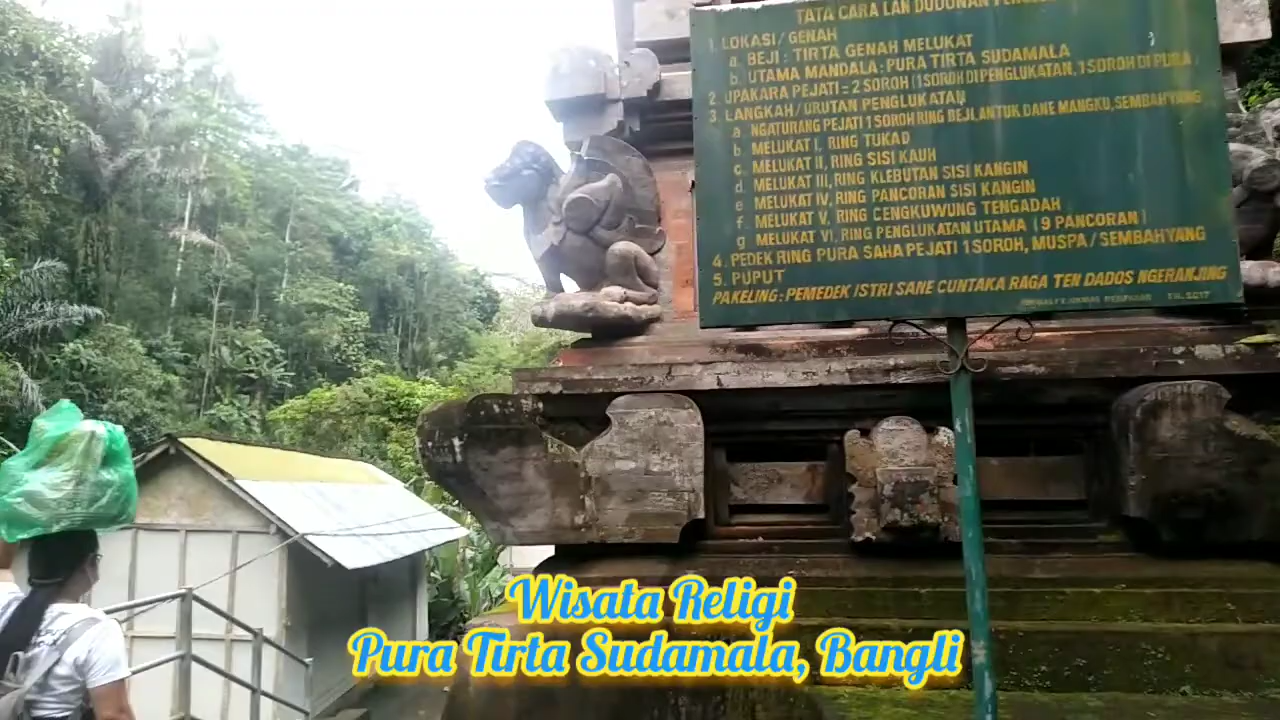 TATA CARA LAN DUDONAN
1. LOKASI / GENAH
a. BEJI : TIRTA GENAH MELUKAT
b. UTAMA MANDALA : PURA TIRTA SUDAMALA
2. UPAKARA PEJATI = 2 SOROH ( 1 SOROH DI PENGLUKATAN, 1 SOROH DI PURA )
3. LANGKAH / URUTAN PENGLUKATAN
a. NGATURANG PEJATI 1 SOROH RING BEJI, ANTUK DANE MANGKU, SEMBAHYANG
b. MELUKAT I, RING TUKAD
c. MELUKAT II, RING SISI KAUH
d. MELUKAT III, RING KLEBUTAN SISI KANGIN
e. MELUKAT IV, RING PANCORAN SISI KANGIN
f. MELUKAT V, RING CENGKUWUNG TENGADAH
g. MELUKAT VI, RING PENGLUKATAN UTAMA ( 9 PANCORAN )
4. PEDEK RING PURA SAHA PEJATI 1 SOROH, MUSPA / SEMBAHYANG
5. PUPUT
PAKELING : PEMEDEK ISTRI SANE CUNTAKA RAGA TEN DADOS NGERANJING
Wisata Religi
Pura Tirta Sudamala, Bangli